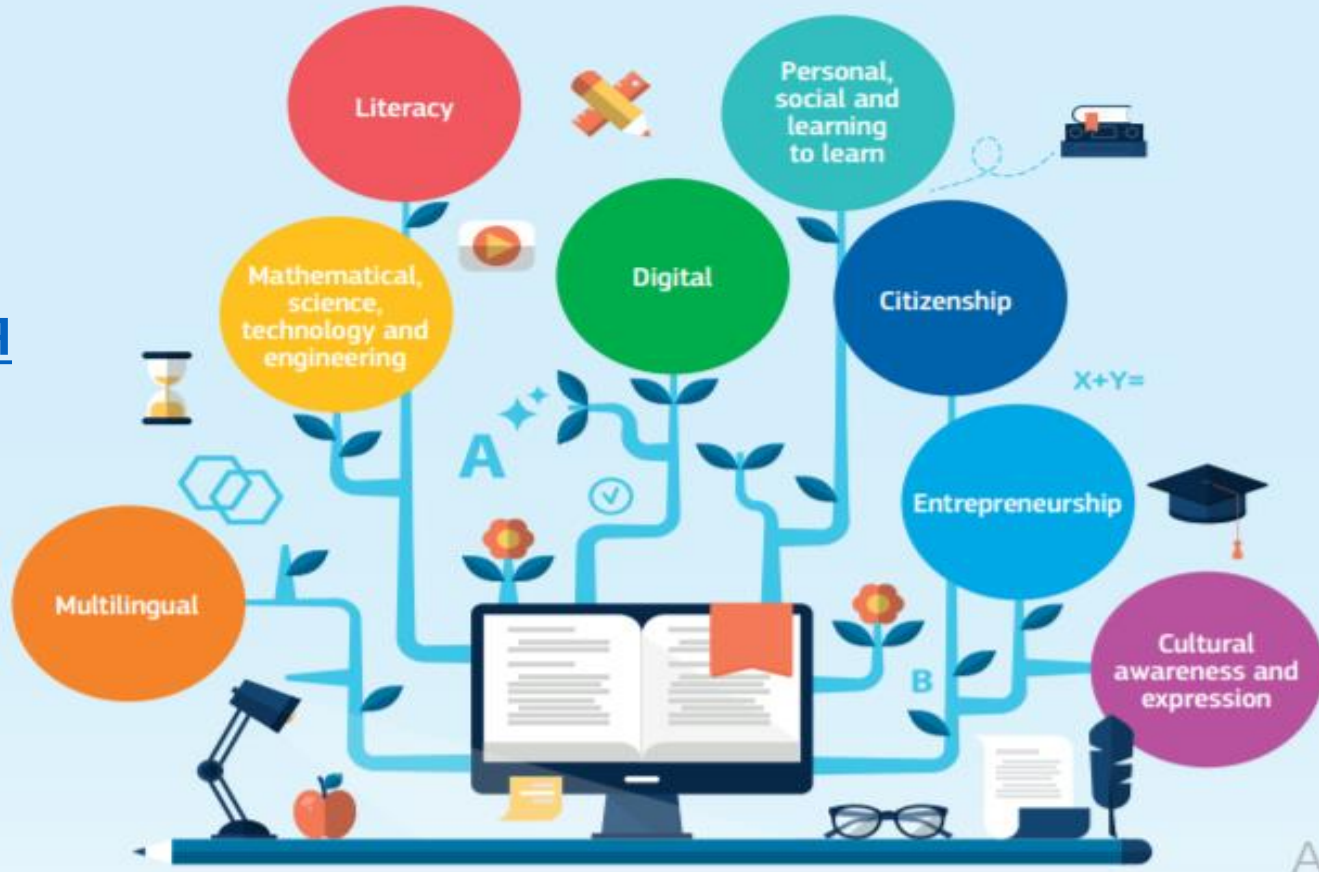 Literacy
Personal,
social and
learning
to learn
Mathematical,
science,
technology and
engineering
Digital
Citizenship
X+Y=
A
Entrepreneurship
Multilingual
Cultural
awareness and
expression
B
A